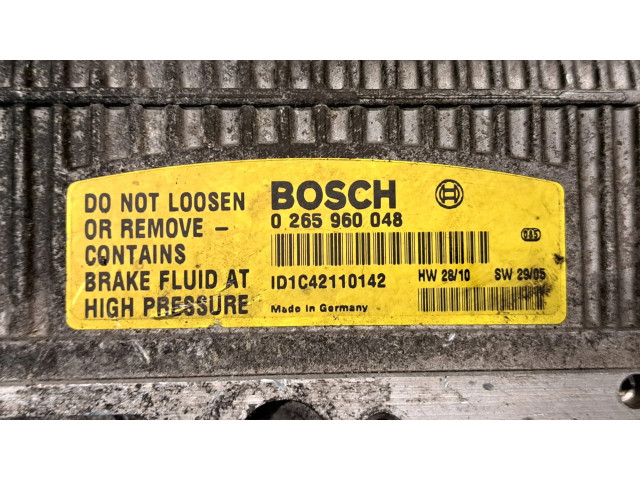 DO NOT LOOSEN
OR REMOVE –
CONTAINS
BRAKE FLUID AT
HIGH PRESSURE
BOSCH
0 265 960 048
ID1C42110142
Made in Germany
HW 28/10 SW 29/05